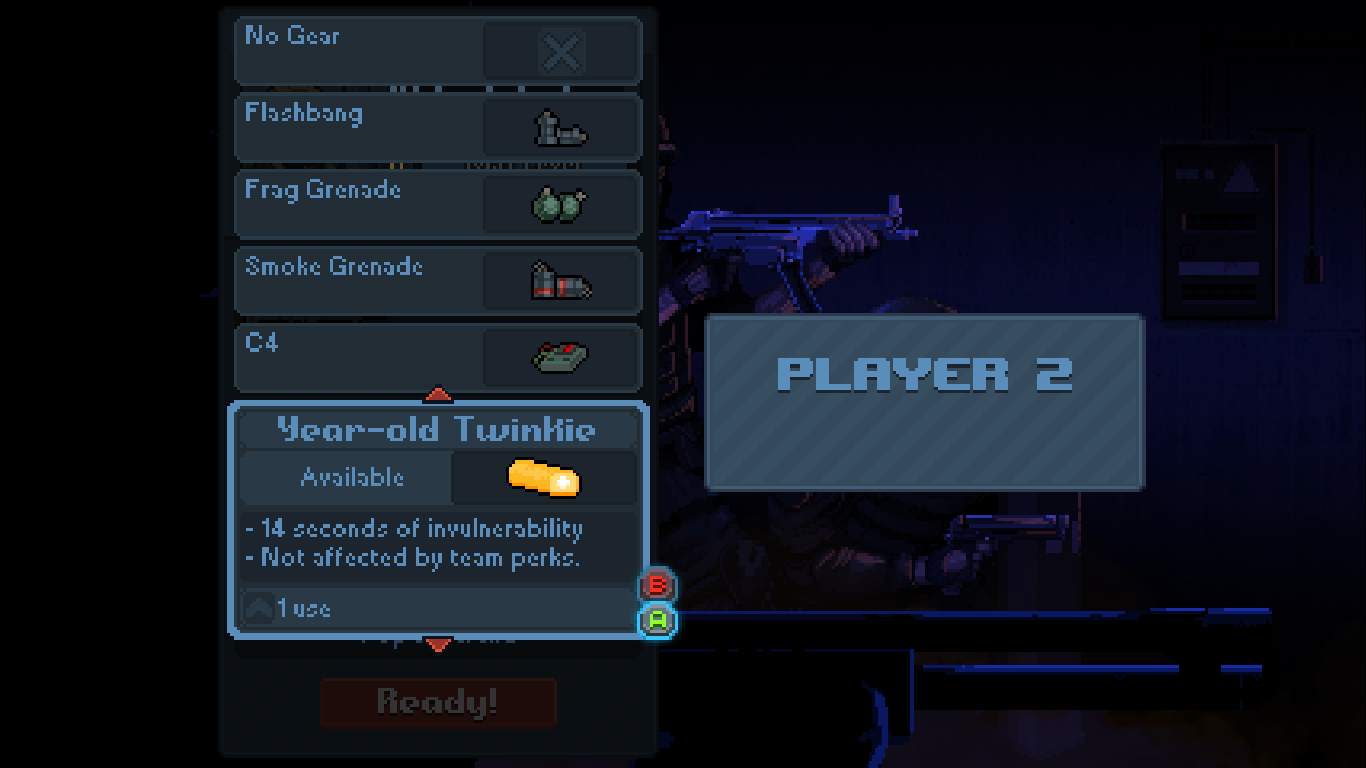 No Gear
Flashbang
Frag Grenade
Smoke Grenade
C4
Year-old Twinkie
Available
- 14 seconds of invulnerability
- Not affected by team perks.
1 use
B
A
Ready!
PLAYER 2